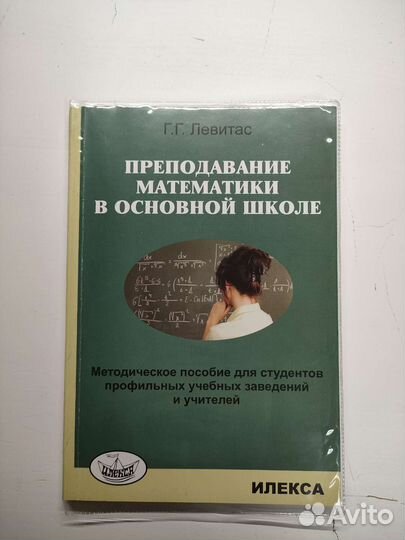 Г.Г. Левитас
ПРЕПОДАВАНИЕ
МАТЕМАТИКИ
В ОСНОВНОЙ ШКОЛЕ
Методическое пособие для студентов
профильных учебных заведений
и учителей
ИЛЕКСА
ИЛЕКСА
Avito